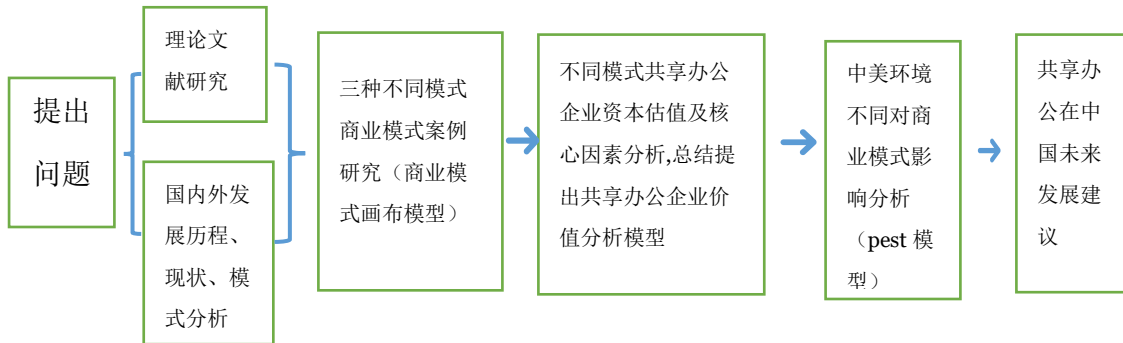 提出
问题
理论文
献研究
国内外发
展历程、
现状、模
式分析
三种不同模式
商业模式案例
研究（商业模
式画布模型）
不同模式共享办公
企业资本估值及核
心因素分析,总结提
出共享办公企业价
值分析模型
中美环境
不同对商
业模式影
响分析
（pest 模
型）
共享办
公在中
国未来
发展建
议